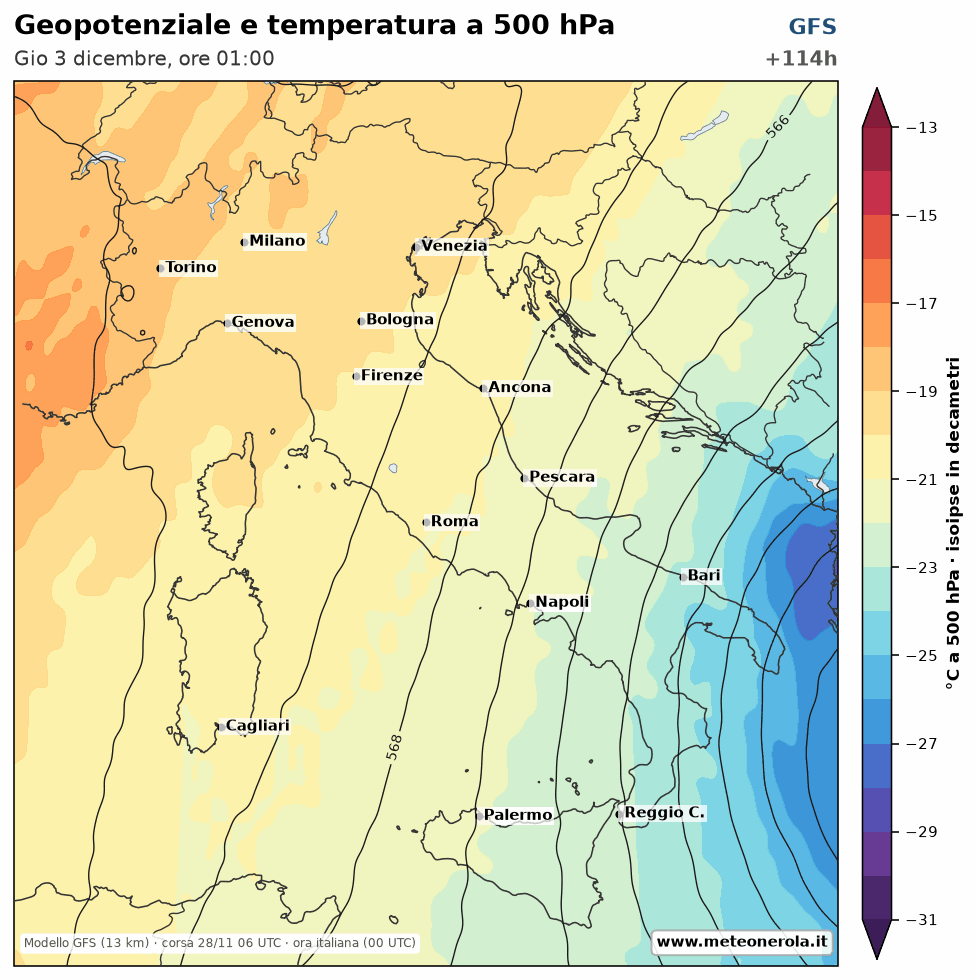 Geopotenziale e temperatura a 500 hPa
GFS
Gio 3 dicembre, ore 01:00
+114h
566
Milano
Venezia
Torino
Genova
Bologna
Firenze
Ancona
Pescara
Roma
Bari
Napoli
Cagliari
568
Palermo
Reggio C.
−13
−15
−17
−19
−21
−23
−25
−27
−29
−31
°C a 500 hPa · isoipse in decametri
Modello GFS (13 km) · corsa 28/11 06 UTC · ora italiana (00 UTC)
www.meteonerola.it